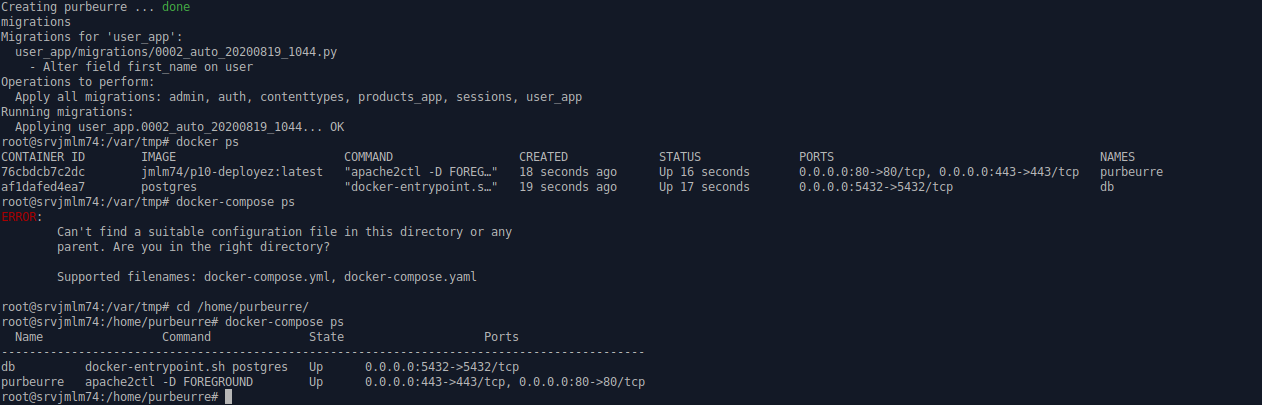 Creating purbeurre ... done
migrations
Migrations for 'user_app':
  user_app/migrations/0002_auto_20200819_1044.py
    - Alter field first_name on user
Operations to perform:
  Apply all migrations: admin, auth, contenttypes, products_app, sessions, user_app
Running migrations:
  Applying user_app.0002_auto_20200819_1044... OK
root@srvjmlm74:/var/tmp# docker ps
CONTAINER ID        IMAGE                         COMMAND                  CREATED             STATUS              PORTS                                      NAMES
76cbdcb7c2dc        jmlm74/p10-deployez:latest   "apache2ctl -D FOREG…"   18 seconds ago      Up 16 seconds       0.0.0.0:80->80/tcp, 0.0.0.0:443->443/tcp   purbeurre
af1dafed4ea7        postgres                     "docker-entrypoint.s…"   19 seconds ago      Up 17 seconds       0.0.0.0:5432->5432/tcp                     db
root@srvjmlm74:/var/tmp# docker-compose ps
ERROR:
        Can't find a suitable configuration file in this directory or any
        parent. Are you in the right directory?

        Supported filenames: docker-compose.yml, docker-compose.yaml

root@srvjmlm74:/var/tmp# cd /home/purbeurre/
root@srvjmlm74:/home/purbeurre# docker-compose ps
  Name                 Command              State                    Ports
--------------------------------------------------------------------------------------------
db          docker-entrypoint.sh postgres   Up      0.0.0.0:5432->5432/tcp
purbeurre   apache2ctl -D FOREGROUND        Up      0.0.0.0:443->443/tcp, 0.0.0.0:80->80/tcp
root@srvjmlm74:/home/purbeurre#